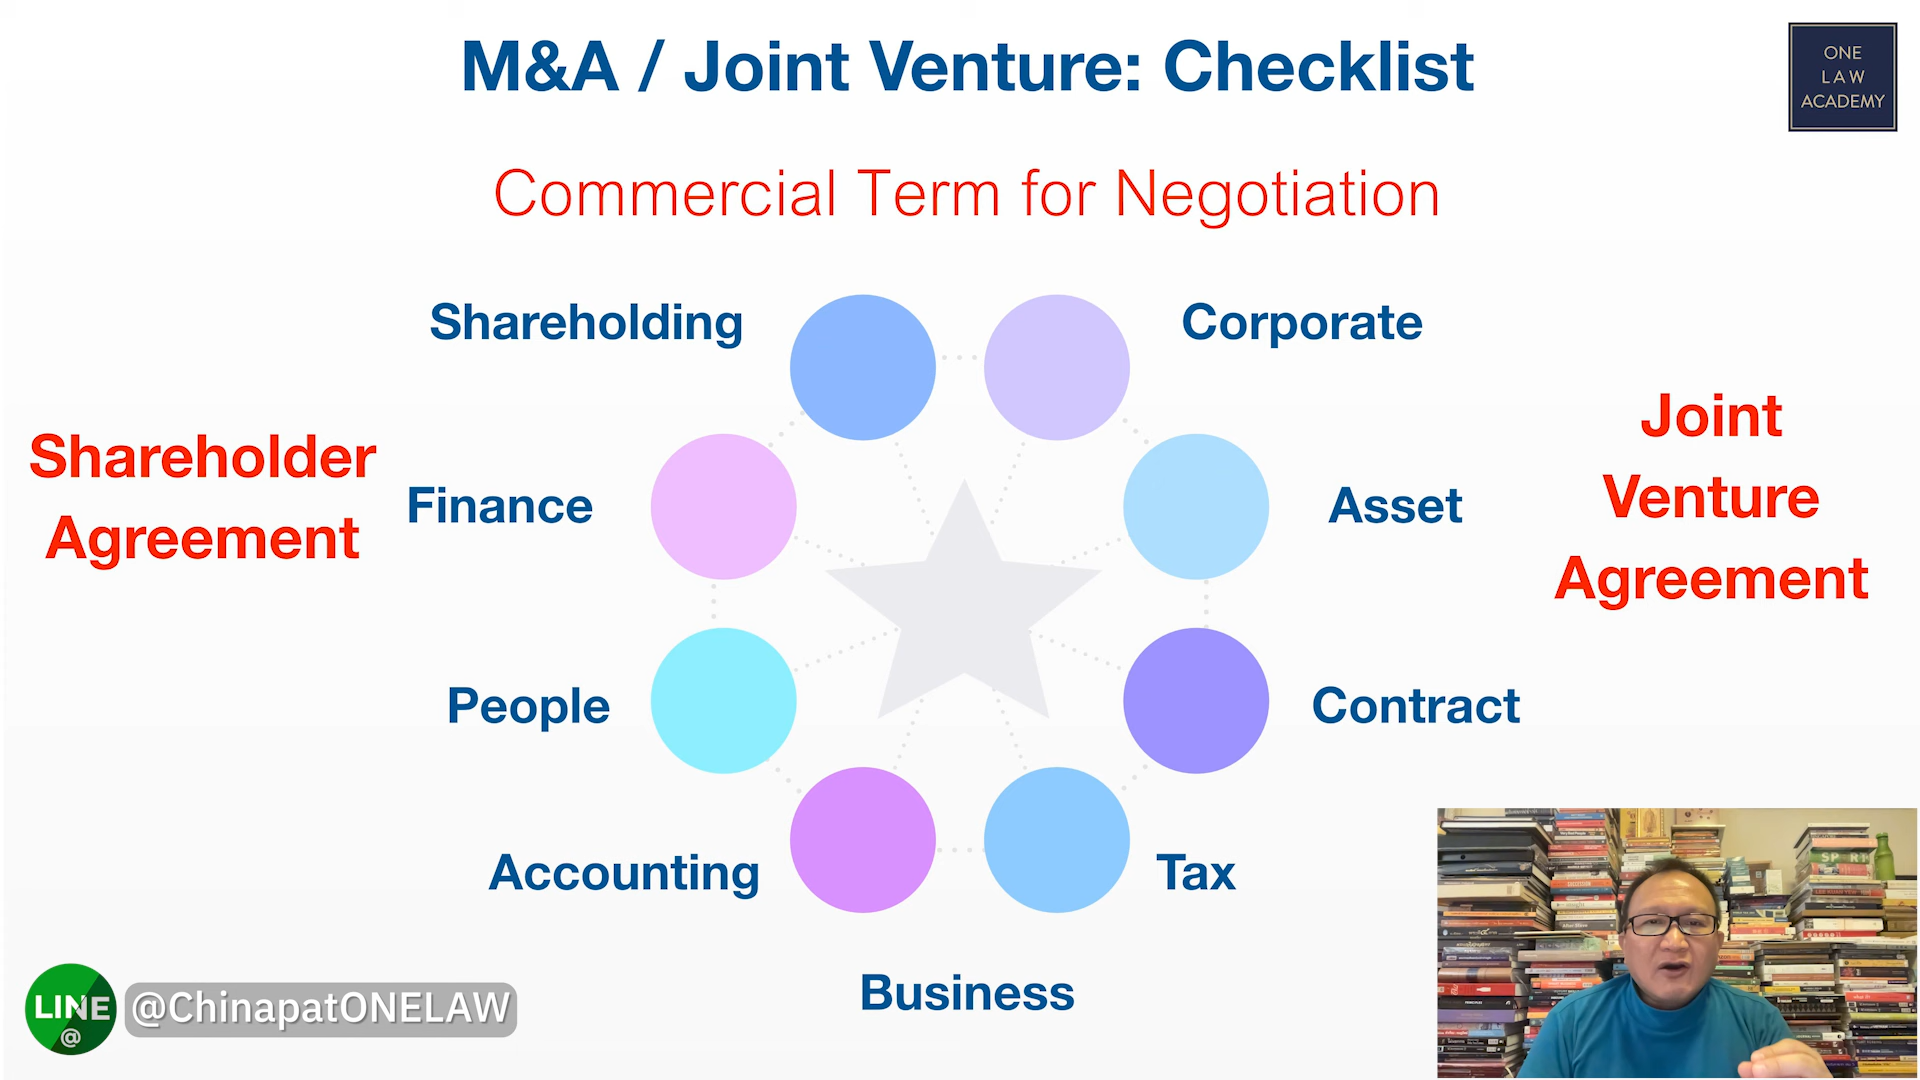 M&A / Joint Venture: Checklist
ONE
LAW
ACADEMY
Commercial Term for Negotiation
Shareholding
Corporate
Shareholder
Agreement
Finance
Asset
Joint
Venture
Agreement
People
Contract
Accounting
Tax
Business
LINE
@
@ChinapatONELAW